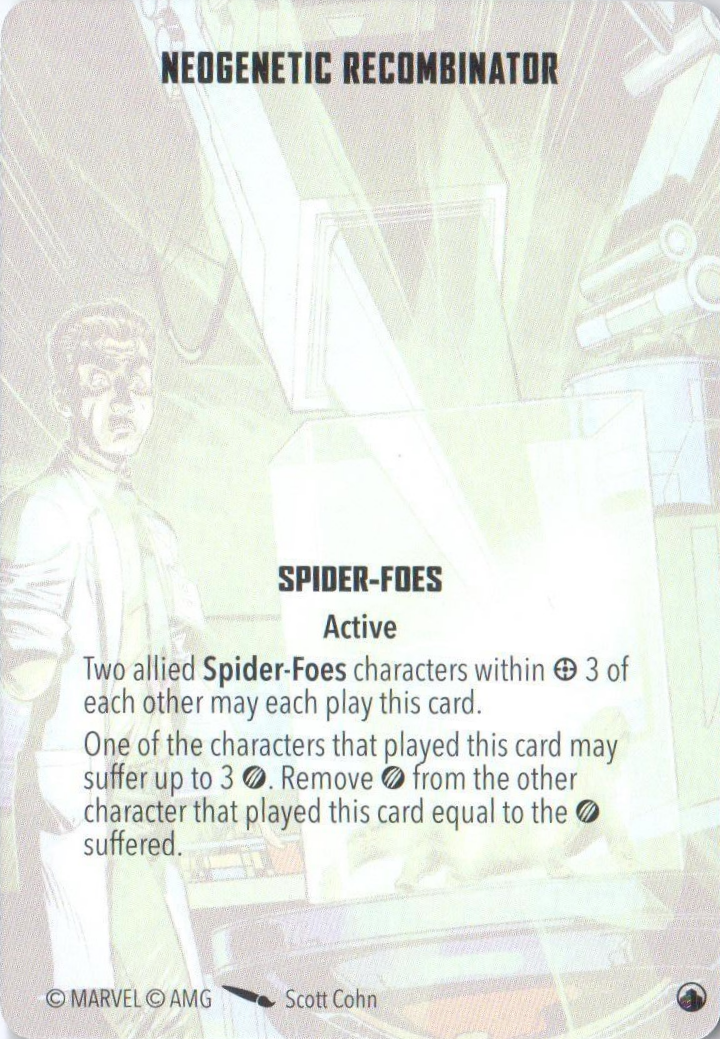 NEOGENETIC RECOMBINATOR
SPIDER-FOES
Active
Two allied Spider-Foes characters within 3 of
each other may each play this card.
One of the characters that played this card may
suffer up to 3 . Remove from the other
character that played this card equal to the
suffered.
© MARVEL © AMG Scott Cohn